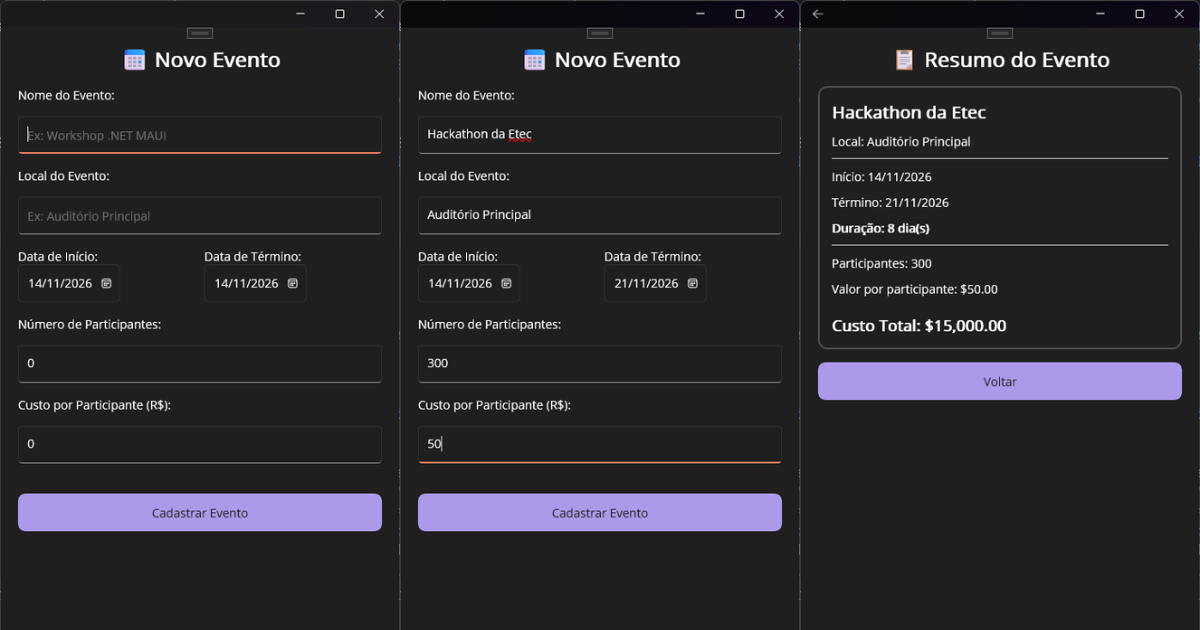 Novo Evento
Nome do Evento:
Ex: Workshop .NET MAUI
Local do Evento:
Ex: Auditório Principal
Data de Início: Data de Término:
14/11/2026 14/11/2026
Número de Participantes:
0
Custo por Participante (R$):
0
Cadastrar Evento
Novo Evento
Nome do Evento:
Hackathon da Etec
Local do Evento:
Auditório Principal
Data de Início: Data de Término:
14/11/2026 21/11/2026
Número de Participantes:
300
Custo por Participante (R$):
50
Cadastrar Evento
Resumo do Evento
Hackathon da Etec
Local: Auditório Principal
Início: 14/11/2026
Término: 21/11/2026
Duração: 8 dia(s)
Participantes: 300
Valor por participante: $50.00
Custo Total: $15,000.00
Voltar